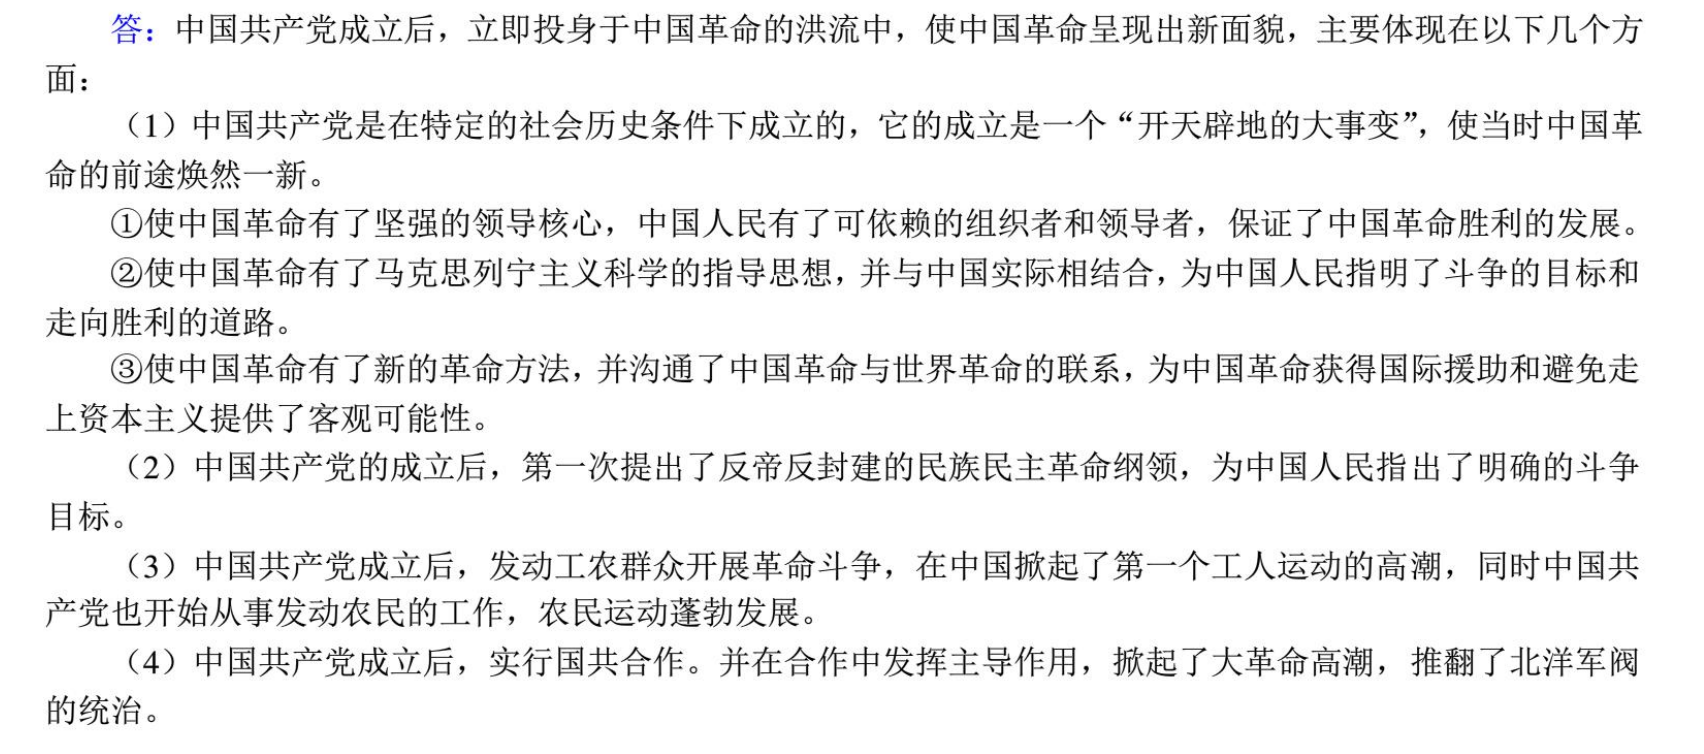 答：中国共产党成立后，立即投身于中国革命的洪流中，使中国革命呈现出新面貌，主要体现在以下几个方
面：
（1）中国共产党是在特定的社会历史条件下成立的，它的成立是一个“开天辟地的大事变”，使当时中国革
命的前途焕然一新。
①使中国革命有了坚强的领导核心，中国人民有了可依赖的组织者和领导者，保证了中国革命胜利的发展。
②使中国革命有了马克思列宁主义科学的指导思想，并与中国实际相结合，为中国人民指明了斗争的目标和
走向胜利的道路。
③使中国革命有了新的革命方法，并沟通了中国革命与世界革命的联系，为中国革命获得国际援助和避免走
上资本主义提供了客观可能性。
（2）中国共产党的成立后，第一次提出了反帝反封建的民族民主革命纲领，为中国人民指出了明确的斗争
目标。
（3）中国共产党成立后，发动工农群众开展革命斗争，在中国掀起了第一个工人运动的高潮，同时中国共
产党也开始从事发动农民的工作，农民运动蓬勃发展。
（4）中国共产党成立后，实行国共合作。并在合作中发挥主导作用，掀起了大革命高潮，推翻了北洋军阀
的统治。